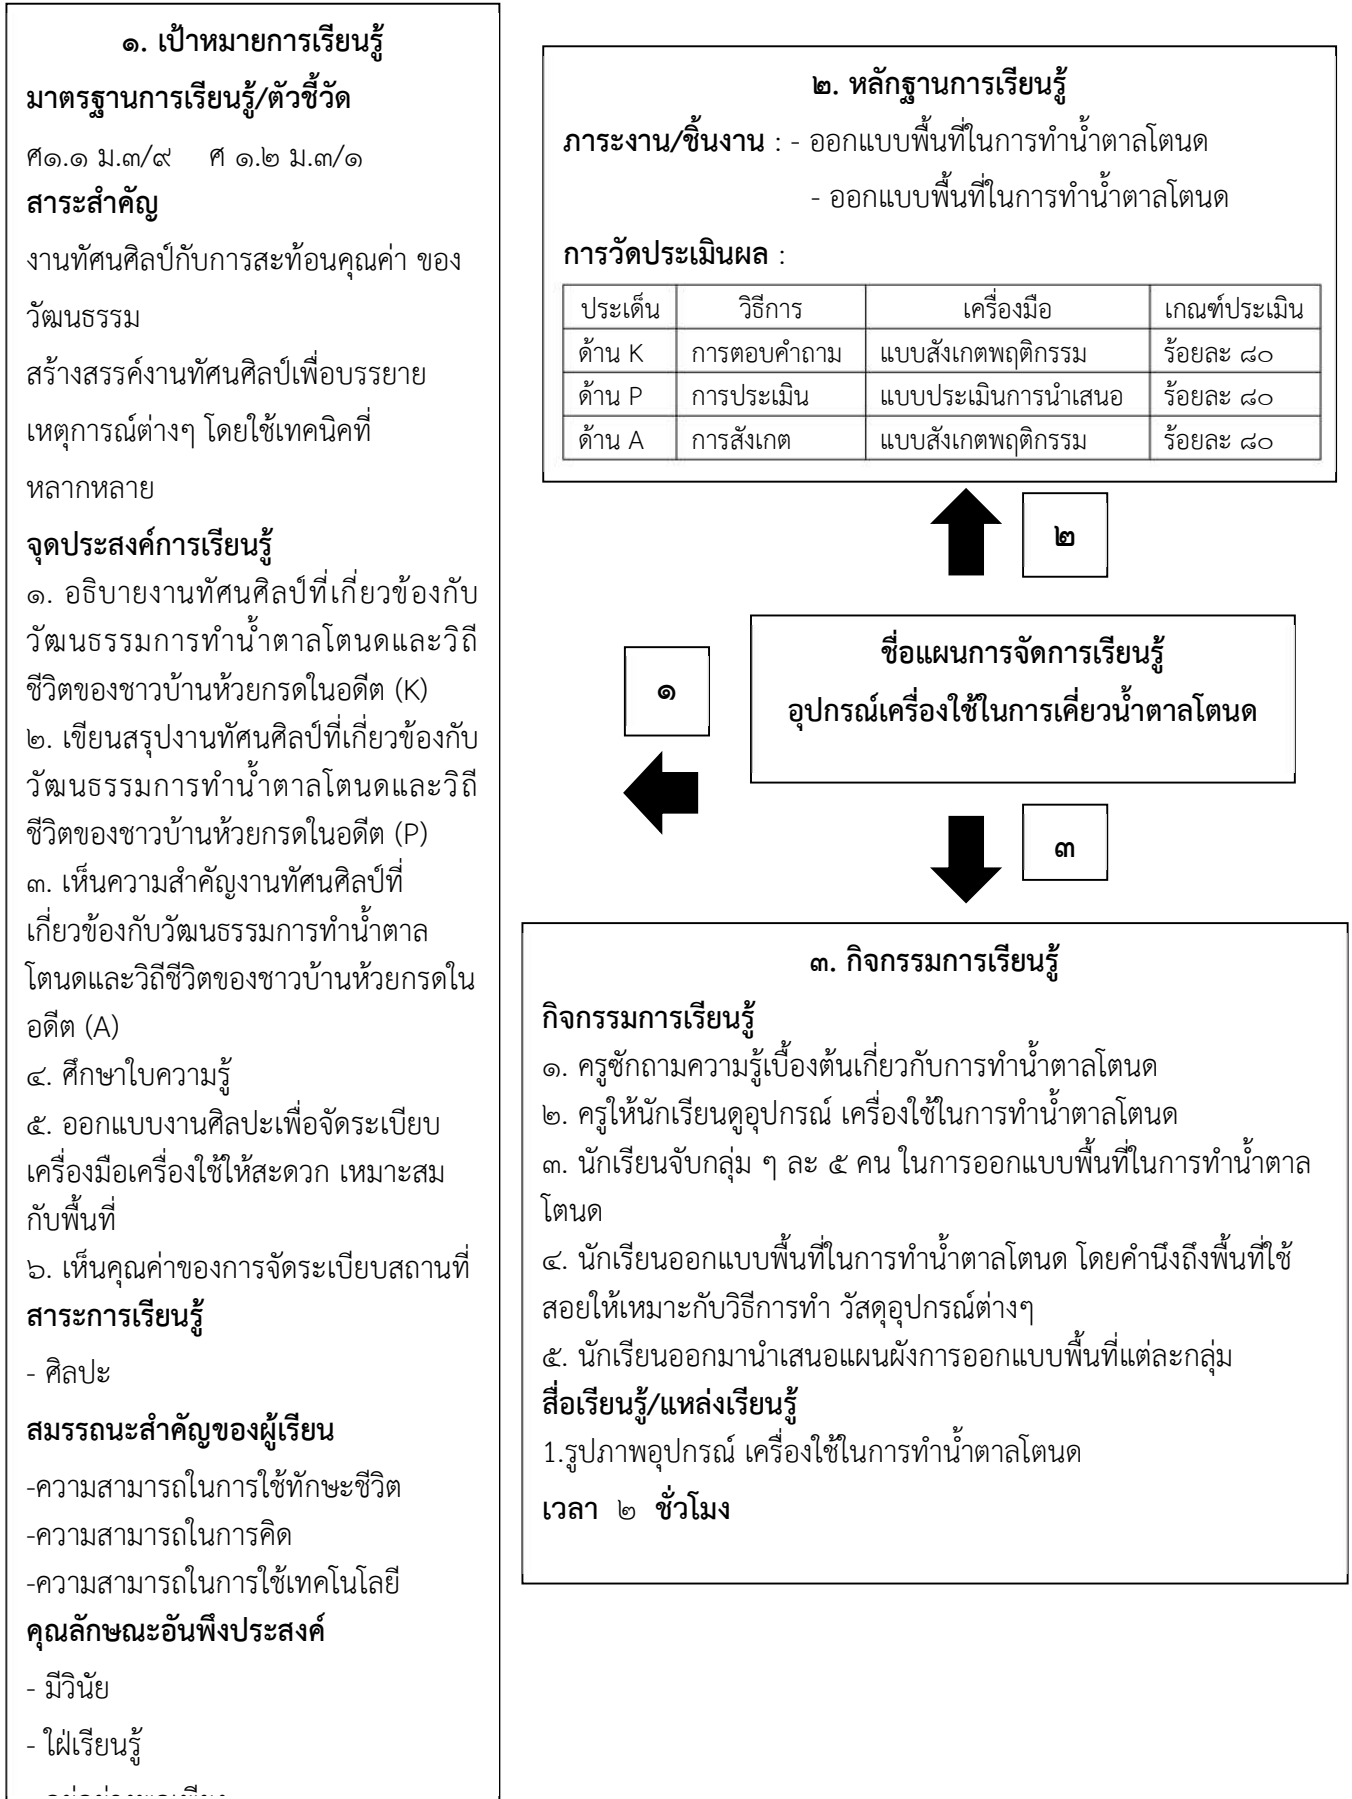 ๑. เป้าหมายการเรียนรู้
มาตรฐานการเรียนรู้/ตัวชี้วัด
ศ๑.๑ ม.๓/๙ ศ ๑.๒ ม.๓/๑
สาระสำคัญ
งานทัศนศิลป์กับการสะท้อนคุณค่า ของ
วัฒนธรรม
สร้างสรรค์งานทัศนศิลป์เพื่อบรรยาย
เหตุการณ์ต่างๆ โดยใช้เทคนิคที่
หลากหลาย
จุดประสงค์การเรียนรู้
๑. อธิบายงานทัศนศิลป์ที่เกี่ยวข้องกับ
วัฒนธรรมการทำน้ำตาลโตนดและวิถี
ชีวิตของชาวบ้านห้วยกรดในอดีต (K)
๒. เขียนสรุปงานทัศนศิลป์ที่เกี่ยวข้องกับ
วัฒนธรรมการทำน้ำตาลโตนดและวิถี
ชีวิตของชาวบ้านห้วยกรดในอดีต (P)
๓. เห็นความสำคัญงานทัศนศิลป์ที่
เกี่ยวข้องกับวัฒนธรรมการทำน้ำตาล
โตนดและวิถีชีวิตของชาวบ้านห้วยกรดใน
อดีต (A)
๔. ศึกษาใบความรู้
๕. ออกแบบงานศิลปะเพื่อจัดระเบียบ
เครื่องมือเครื่องใช้ให้สะดวก เหมาะสม
กับพื้นที่
๖. เห็นคุณค่าของการจัดระเบียบสถานที่
สาระการเรียนรู้
- ศิลปะ
สมรรถนะสำคัญของผู้เรียน
-ความสามารถในการใช้ทักษะชีวิต
-ความสามารถในการคิด
-ความสามารถในการใช้เทคโนโลยี
คุณลักษณะอันพึงประสงค์
- มีวินัย
- ใฝ่เรียนรู้
๒. หลักฐานการเรียนรู้
ภาระงาน/ชิ้นงาน : - ออกแบบพื้นที่ในการทำน้ำตาลโตนด
- ออกแบบพื้นที่ในการทำน้ำตาลโตนด
การวัดประเมินผล :
ประเด็น วิธีการ เครื่องมือ เกณฑ์ประเมิน
ด้าน K การตอบคำถาม แบบสังเกตพฤติกรรม ร้อยละ ๘๐
ด้าน P การประเมิน แบบประเมินการนำเสนอ ร้อยละ ๘๐
ด้าน A การสังเกต แบบสังเกตพฤติกรรม ร้อยละ ๘๐
๒
ชื่อแผนการจัดการเรียนรู้
อุปกรณ์เครื่องใช้ในการเคี่ยวน้ำตาลโตนด
๑
๓
๓. กิจกรรมการเรียนรู้
กิจกรรมการเรียนรู้
๑. ครูซักถามความรู้เบื้องต้นเกี่ยวกับการทำน้ำตาลโตนด
๒. ครูให้นักเรียนดูอุปกรณ์ เครื่องใช้ในการทำน้ำตาลโตนด
๓. นักเรียนจับกลุ่ม ๆ ละ ๕ คน ในการออกแบบพื้นที่ในการทำน้ำตาล
โตนด
๔. นักเรียนออกแบบพื้นที่ในการทำน้ำตาลโตนด โดยคำนึงถึงพื้นที่ใช้
สอยให้เหมาะกับวิธีการทำ วัสดุอุปกรณ์ต่างๆ
๕. นักเรียนออกมานำเสนอแผนผังการออกแบบพื้นที่แต่ละกลุ่ม
สื่อเรียนรู้/แหล่งเรียนรู้
1.รูปภาพอุปกรณ์ เครื่องใช้ในการทำน้ำตาลโตนด
เวลา ๒ ชั่วโมง